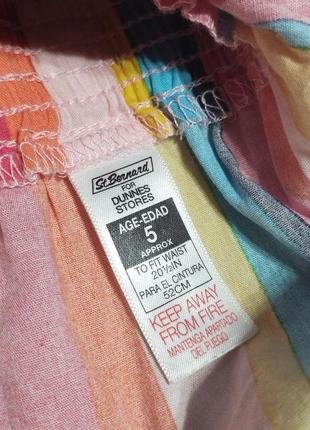 St. Bernard
FOR
DUNNES
STORES
AGE-EDAD
5
APPROX
TO FIT WAIST
20½IN
PARA EL CINTURA
52CM
KEEP AWAY
FROM FIRE
MANTENGA APARTADO
DEL FUEGO